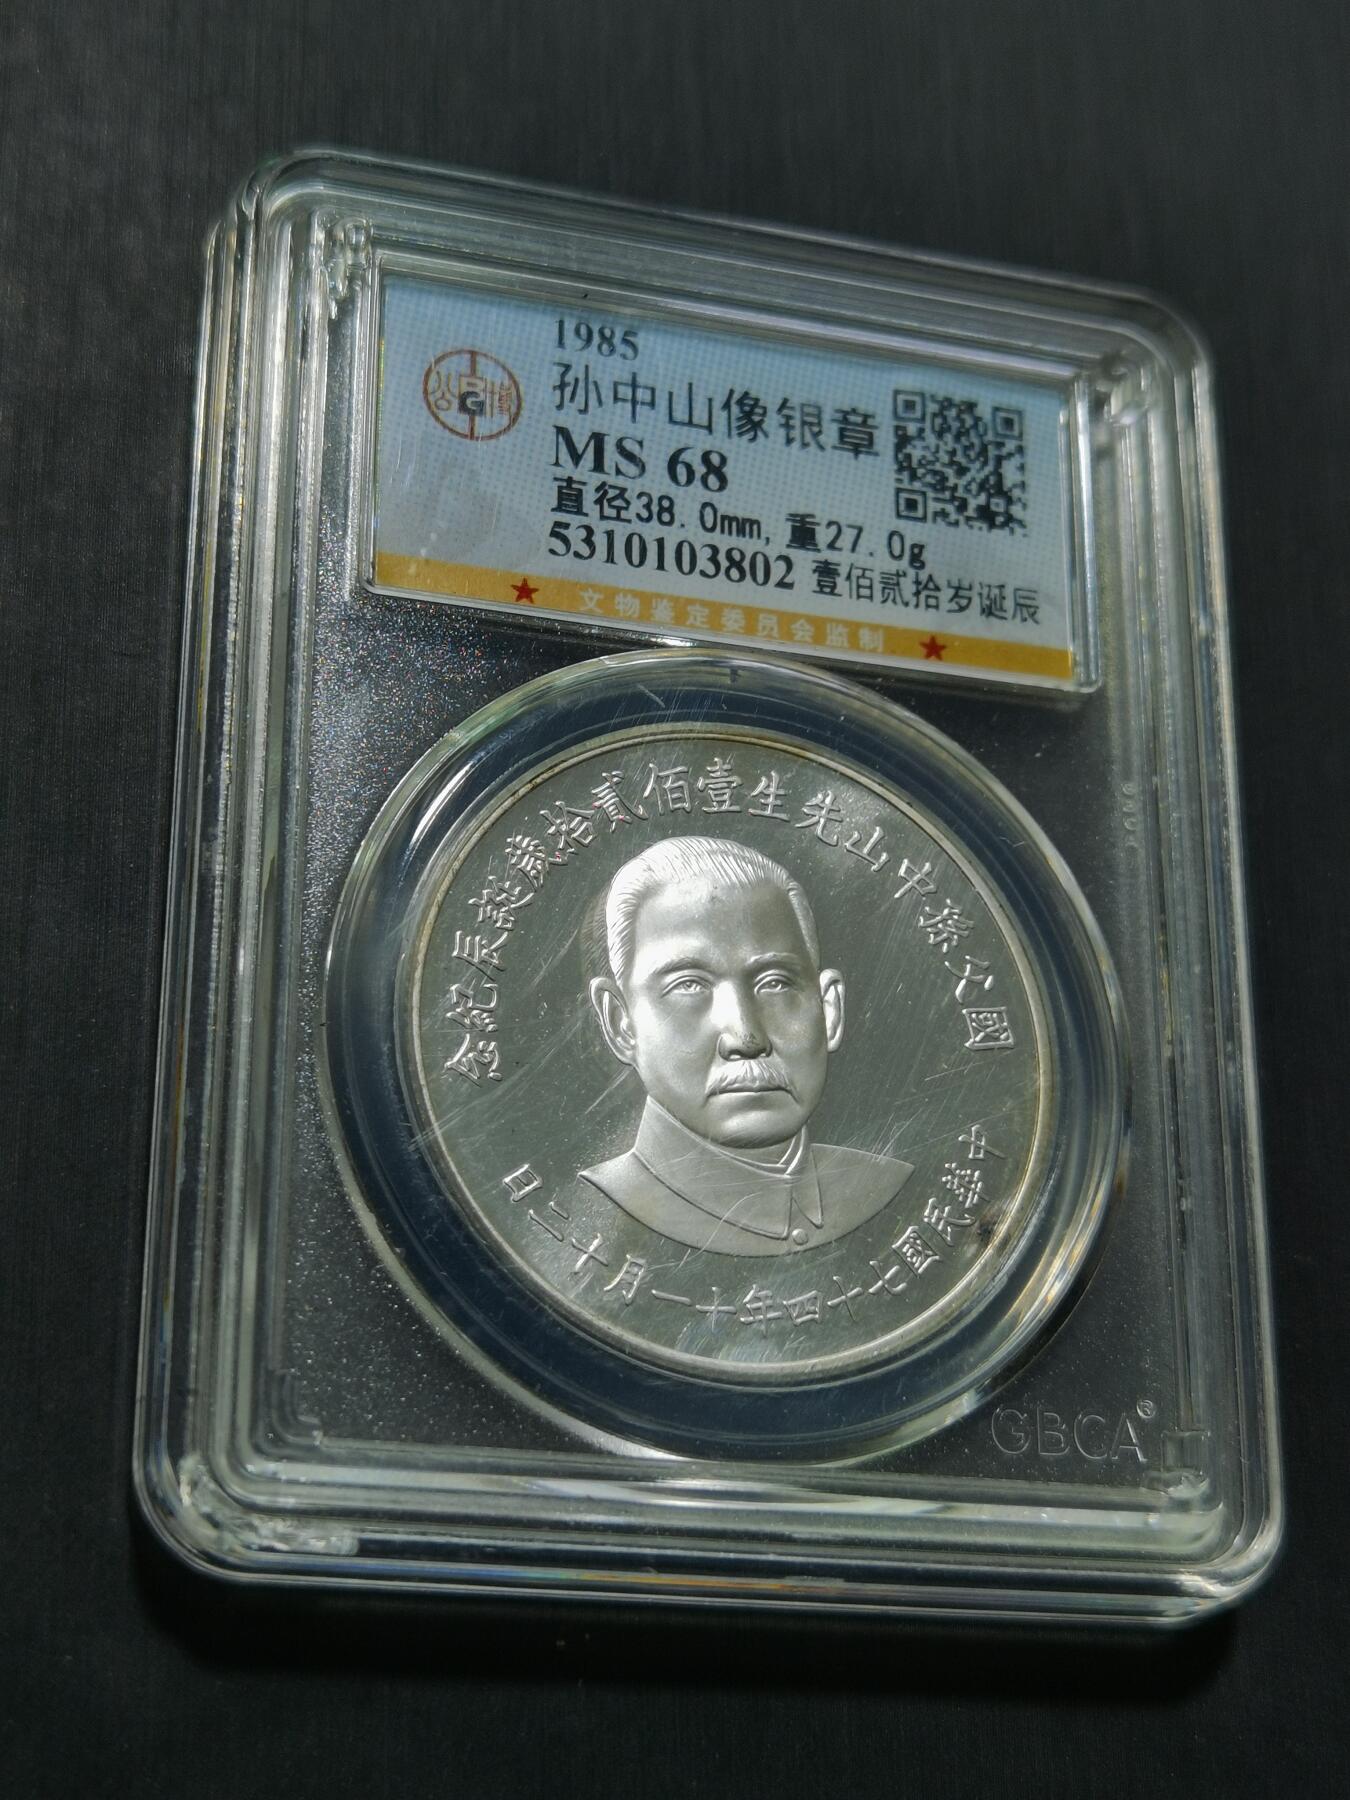 1985
孙中山像银章
MS 68
直径38.0mm,重27.0g
5310103802 壹佰贰拾岁诞辰
文物鉴定委员会监制
公博
國父孫中山先生壹佰貳拾歲誕辰紀念
中華民國七十四年十一月十二日
GBCA®